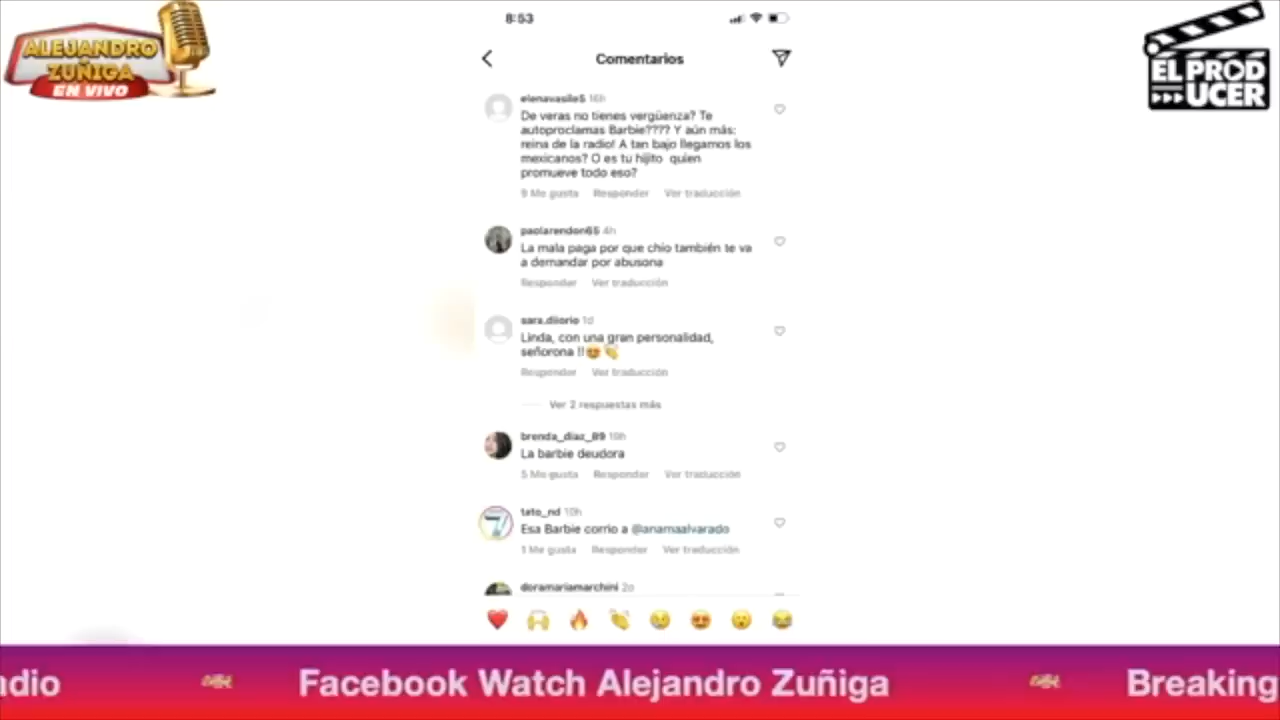 ALEJANDRO
ZUÑIGA
EN VIVO
8:53
EL PRODUCER
Comentarios
elenavasile5 16h
De veras no tienes vergüenza? Te
autoproclamas Barbie???? Y aún más:
reina de la radio! A tan bajo llegamos los
mexicanos? O es tu hijito quien
promueve todo eso?
9 Me gusta Responder Ver traducción
paolarendon65 4h
La mala paga por que chio también te va
a demandar por abusona
Responder Ver traducción
sara.diiorio 1d
Linda, con una gran personalidad,
señorona !!😍👏
Responder Ver traducción
Ver 2 respuestas más
brenda_diaz_89 19h
La barbie deudora
5 Me gusta Responder Ver traducción
tato_nd 10h
Esa Barbie corrio a @anamaalvarado
1 Me gusta Responder Ver traducción
doramariamarchini 2d
adio Facebook Watch Alejandro Zuñiga Breaking